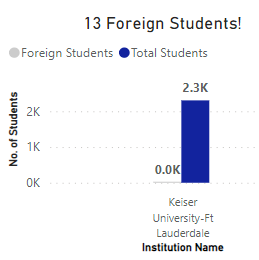 13 Foreign Students!
Foreign Students Total Students
No. of Students
2K
1K
0K
0.0K
2.3K
Keiser
University-Ft
Lauderdale
Institution Name